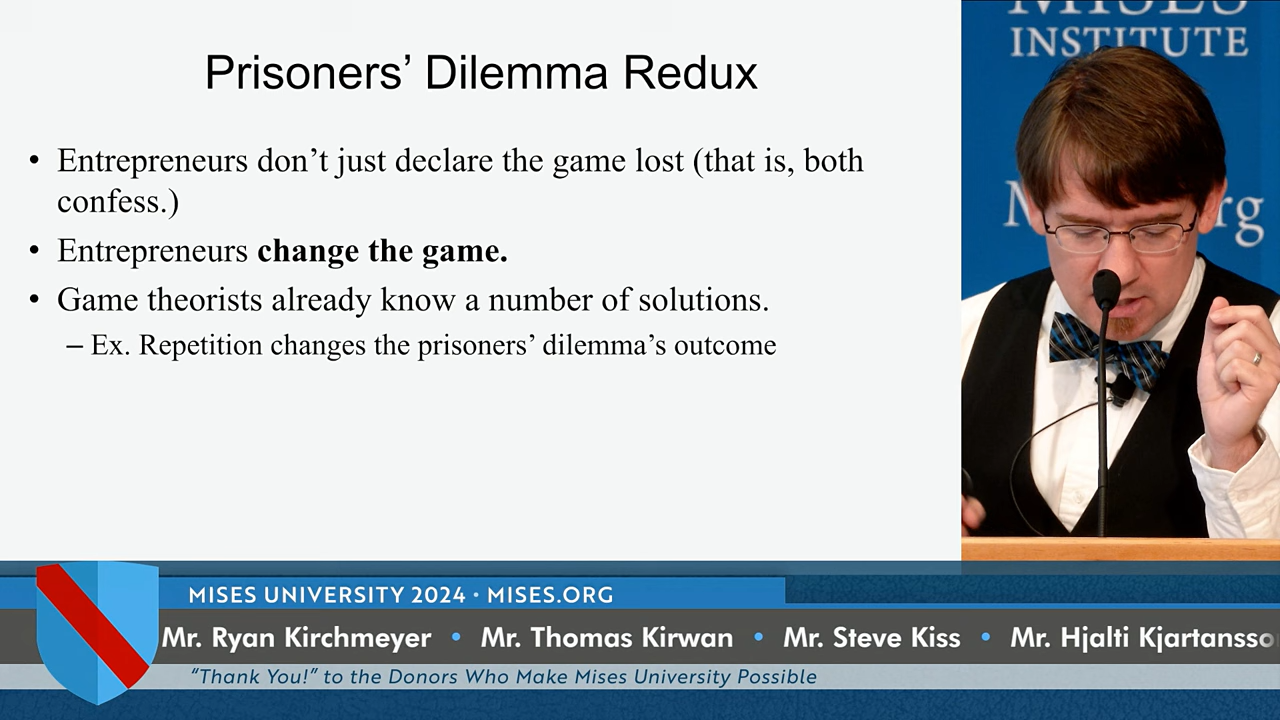 Prisoners’ Dilemma Redux
• Entrepreneurs don’t just declare the game lost (that is, both
confess.)
• Entrepreneurs change the game.
• Game theorists already know a number of solutions.
– Ex. Repetition changes the prisoners’ dilemma’s outcome
MISES
INSTITUTE
MISES UNIVERSITY 2024 • MISES.ORG
Mr. Ryan Kirchmeyer • Mr. Thomas Kirwan • Mr. Steve Kiss • Mr. Hjalti Kjartansso
“Thank You!” to the Donors Who Make Mises University Possible